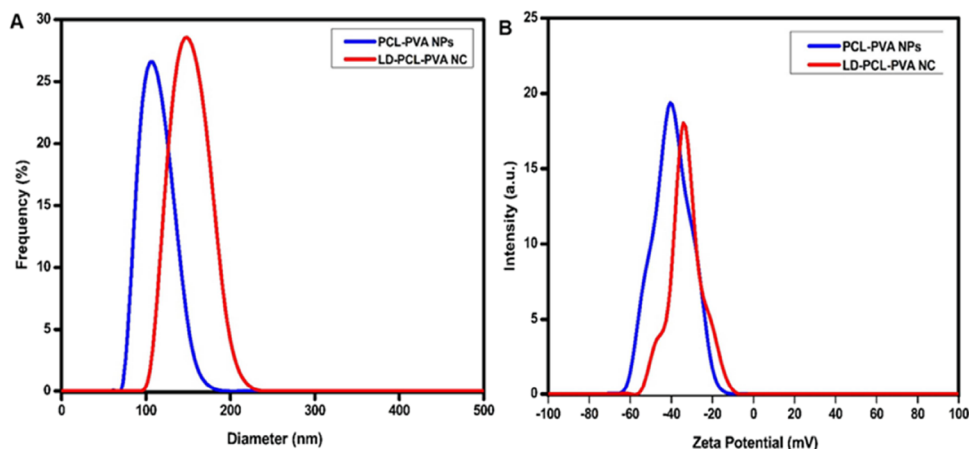 A
PCL-PVA NPs
LD-PCL-PVA NC
Frequency (%)
30
25
20
15
10
5
0
0 100 200 300 400 500
Diameter (nm)
B
PCL-PVA NPs
LD-PCL-PVA NC
Intensity (a.u.)
25
20
15
10
5
0
-100 -80 -60 -40 -20 0 20 40 60 80 100
Zeta Potential (mV)